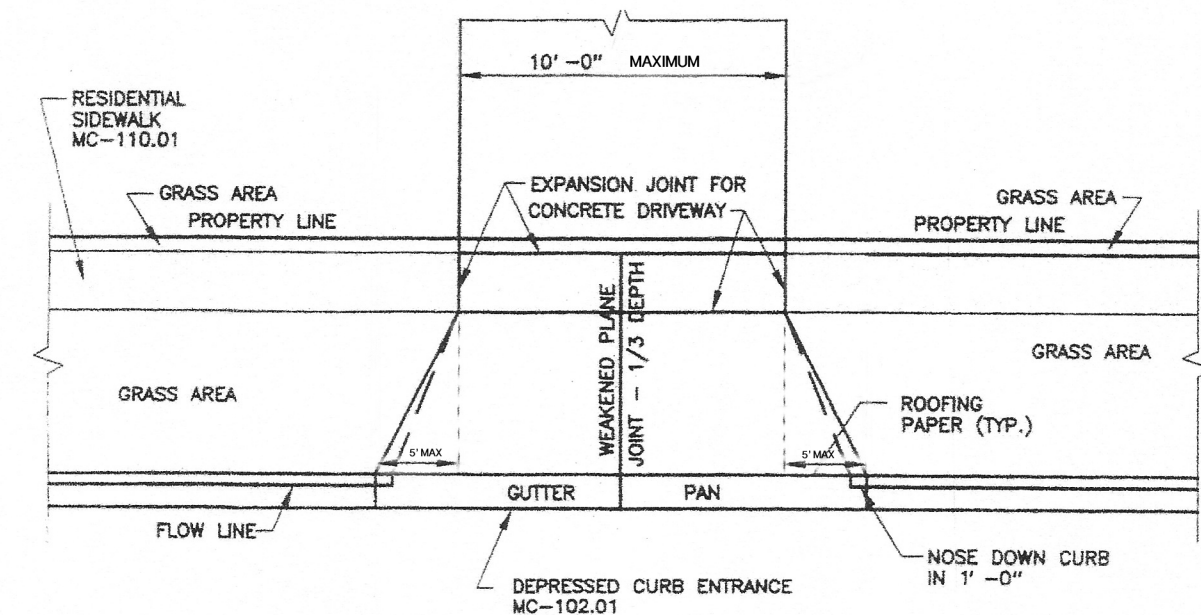 10' -0" MAXIMUM
RESIDENTIAL
SIDEWALK
MC-110.01
GRASS AREA
PROPERTY LINE
EXPANSION JOINT FOR
CONCRETE DRIVEWAY
GRASS AREA
PROPERTY LINE
WEAKENED PLANE
JOINT - 1/3 DEPTH
GRASS AREA
GRASS AREA
ROOFING
PAPER (TYP.)
5' MAX
5' MAX
GUTTER PAN
FLOW LINE
NOSE DOWN CURB
IN 1' -0"
DEPRESSED CURB ENTRANCE
MC-102.01